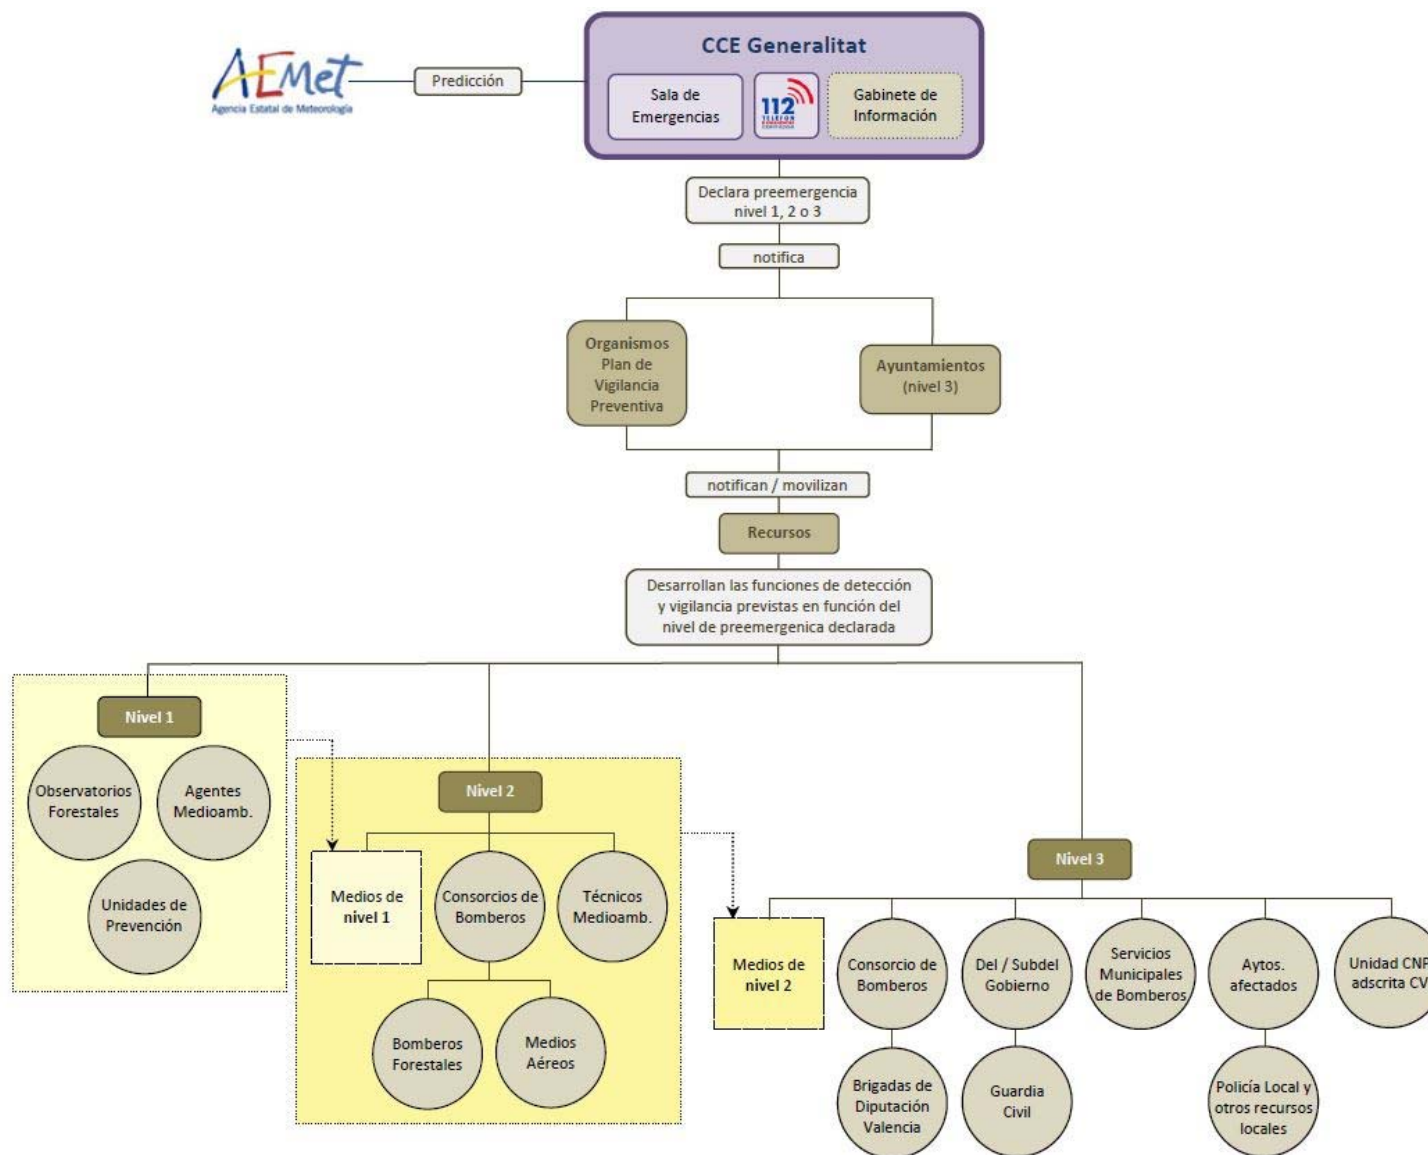 CCE Generalitat
AEMet
Agencia Estatal de Meteorología
Predicción
Sala de
Emergencias
112
Gabinete de
Información
Declara preemergencia
nivel 1, 2 o 3
notifica
Organismos
Plan de
Vigilancia
Preventiva
Ayuntamientos
(nivel 3)
notifican / movilizan
Recursos
Desarrollan las funciones de detección
y vigilancia previstas en función del
nivel de preemergenica declarada
Nivel 1
Observatorios
Forestales
Agentes
Medioamb.
Unidades de
Prevención
Nivel 2
Medios de
nivel 1
Consorcios de
Bomberos
Técnicos
Medioamb.
Bomberos
Forestales
Medios
Aéreos
Nivel 3
Medios de
nivel 2
Consorcio de
Bomberos
Del / Subdel
Gobierno
Servicios
Municipales
de Bomberos
Aytos.
afectados
Unidad CNP
adscrita CV
Brigadas de
Diputación
Valencia
Guardia
Civil
Policía Local y
otros recursos
locales